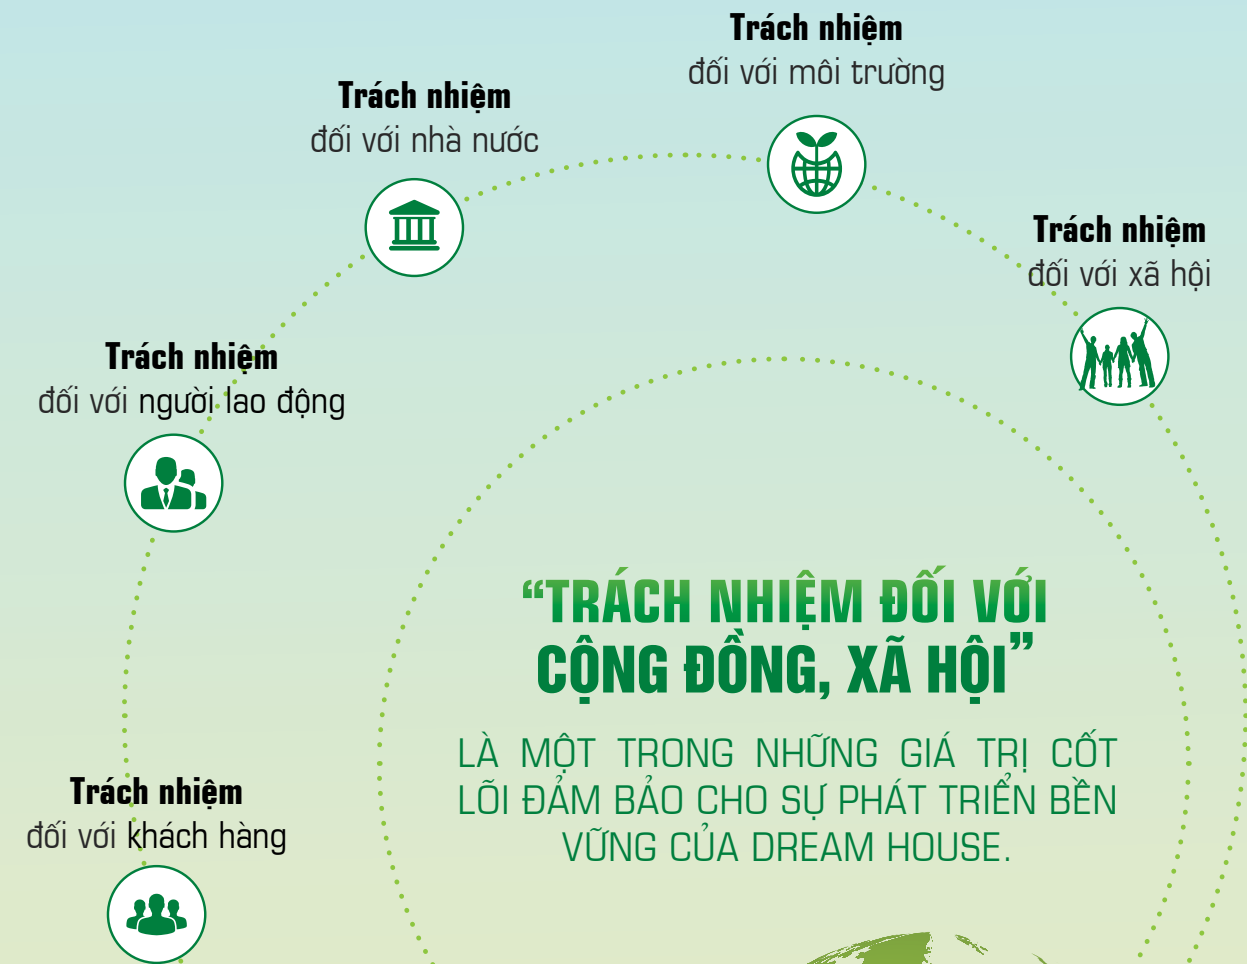 Trách nhiệm
đối với môi trường
Trách nhiệm
đối với nhà nước
Trách nhiệm
đối với xã hội
Trách nhiệm
đối với người lao động
“TRÁCH NHIỆM ĐỐI VỚI
CỘNG ĐỒNG, XÃ HỘI”
LÀ MỘT TRONG NHỮNG GIÁ TRỊ CỐT
LÕI ĐẢM BẢO CHO SỰ PHÁT TRIỂN BỀN
VỮNG CỦA DREAM HOUSE.
Trách nhiệm
đối với khách hàng